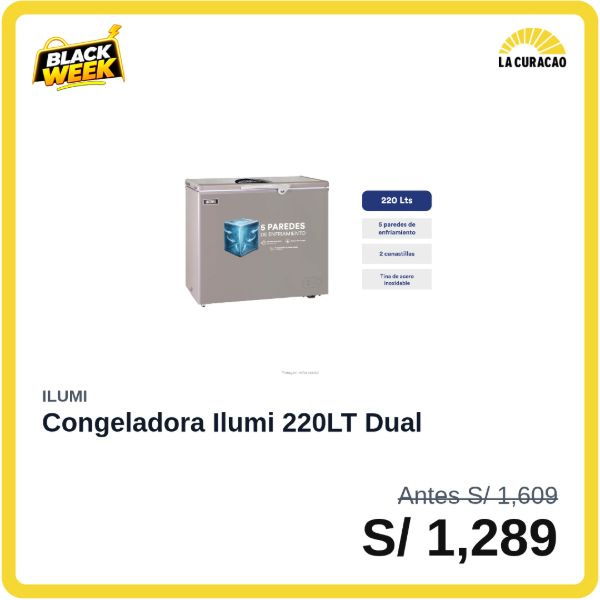 BLACK
WEEK
LA CURACAO
220 Lts
5 paredes de
enfriamiento
2 canastillas
Tina de acero
inoxidable
5 PAREDES
DE ENFRIAMIENTO
ILUMI
Congeladora Ilumi 220LT Dual
Antes S/ 1,609
S/ 1,289